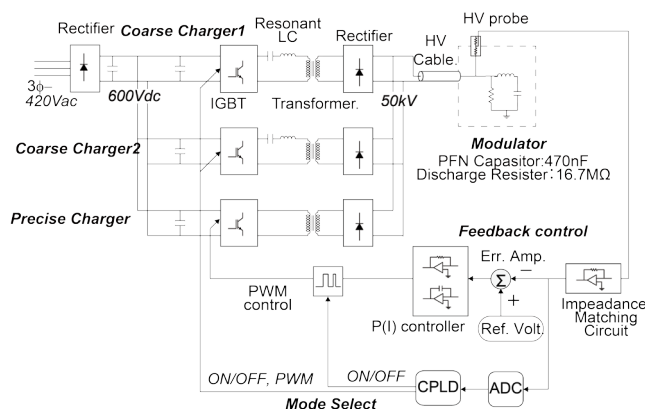 Rectifier
Coarse Charger1
Resonant
LC
Rectifier
HV probe
HV
Cable.
3ϕ
420Vac
600Vdc
IGBT
Transformer.
50kV
Modulator
PFN Capasitor:470nF
Discharge Resister:16.7MΩ
Coarse Charger2
Precise Charger
Feedback control
Err. Amp.
Σ
−
+
PWM
control
P(I) controller
Ref. Volt.
Impeadance
Matching
Circuit
ON/OFF, PWM
ON/OFF
CPLD
ADC
Mode Select